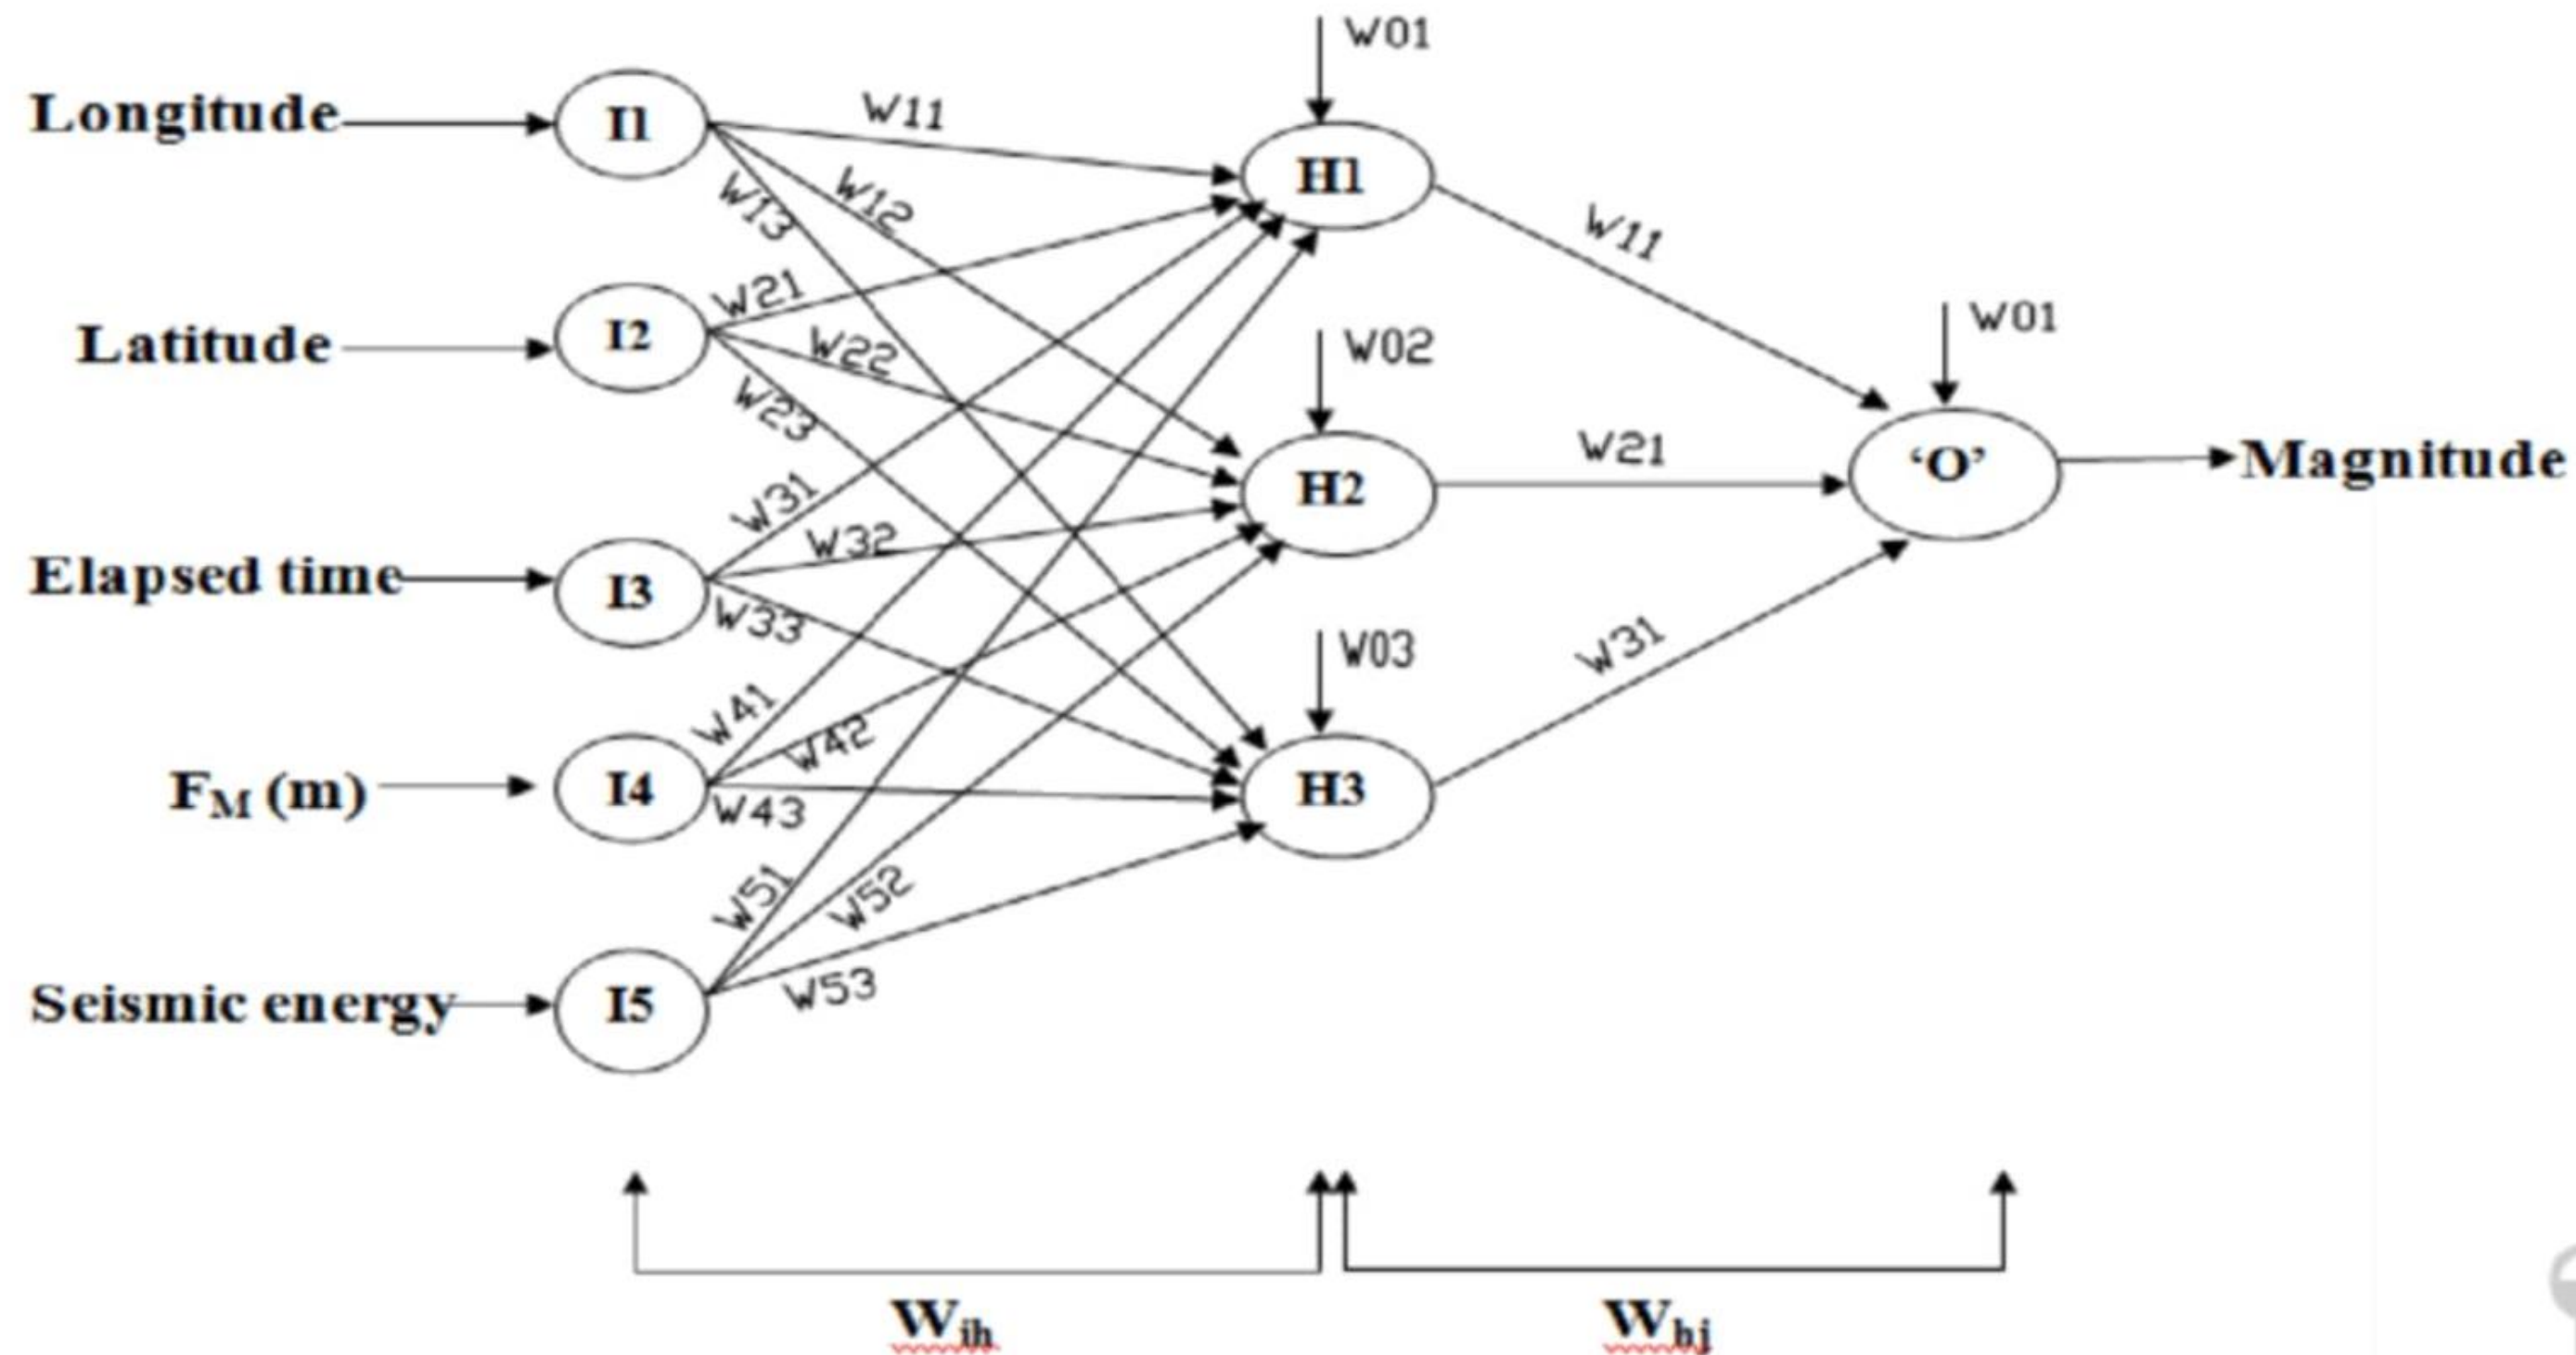 Longitude
I1
W11
W12
W13
W01
H1
W11
Latitude
I2
W21
W22
W23
W02
H2
W21
W01
'O'
Magnitude
Elapsed time
I3
W31
W32
W33
W03
H3
W31
FM (m)
I4
W41
W42
W43
Seismic energy
I5
W51
W52
W53
Wih
Whj